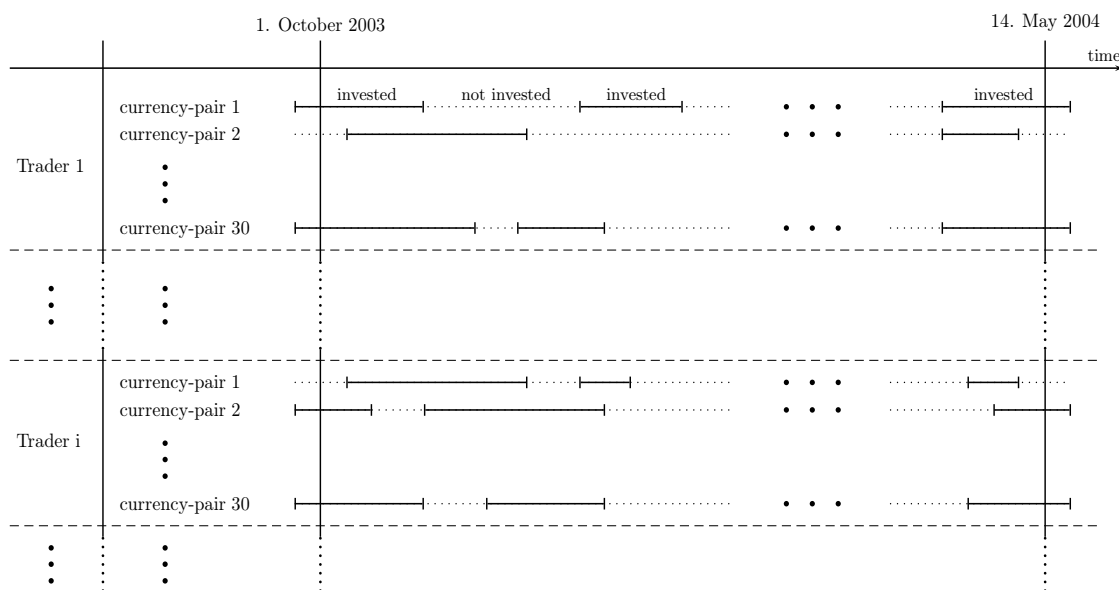 1. October 2003
14. May 2004
time
invested
not invested
invested
invested
currency-pair 1
currency-pair 2
Trader 1
currency-pair 30
currency-pair 1
currency-pair 2
Trader i
currency-pair 30